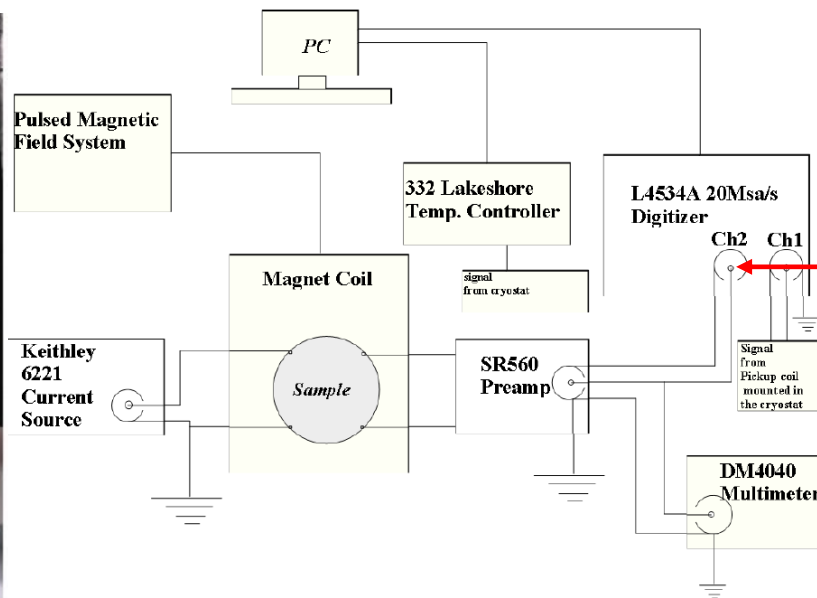 PC
Pulsed Magnetic
Field System
332 Lakeshore
Temp. Controller
L4534A 20Msa/s
Digitizer
Ch2 Ch1
signal
from cryostat
Magnet Coil
Sample
Keithley
6221
Current
Source
SR560
Preamp
Signal
from
Pickup coil
mounted in
the cryostat
DM4040
Multimeter